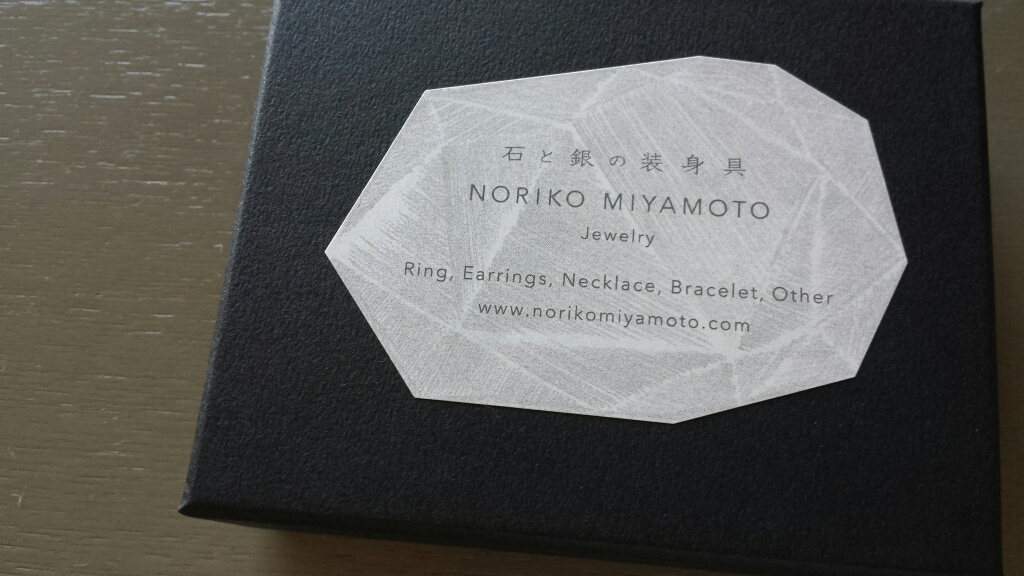 石と銀の装身具
NORIKO MIYAMOTO
Jewelry
Ring, Earrings, Necklace, Bracelet, Other
www.norikomiyamoto.com